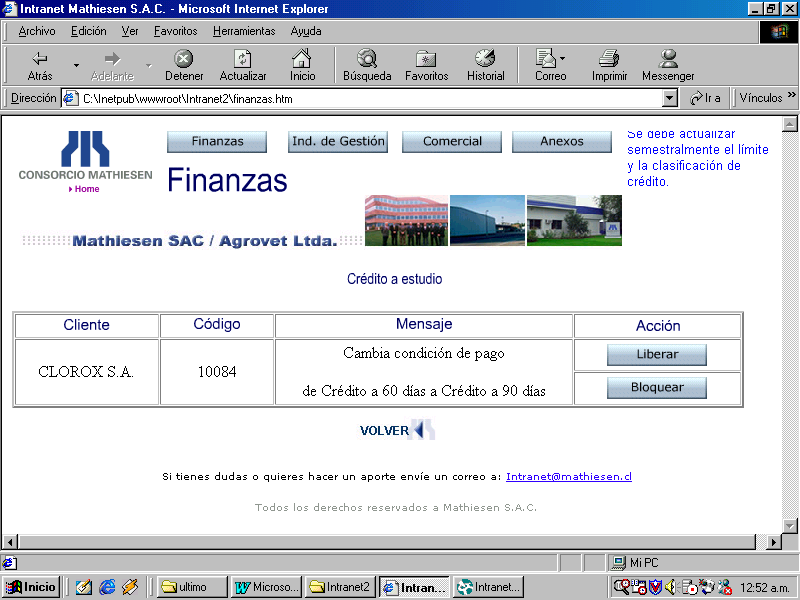 Intranet Mathiesen S.A.C. - Microsoft Internet Explorer
Archivo Edición Ver Favoritos Herramientas Ayuda
Atrás Adelante Detener Actualizar Inicio Búsqueda Favoritos Historial Correo Imprimir Messenger
Dirección C:\Inetpub\wwwroot\Intranet2\finanzas.htm Ir a Vínculos »
Finanzas Ind. de Gestión Comercial Anexos
Se debe actualizar
semestralmente el límite
y la clasificación de
crédito.
CONSORCIO MATHIESEN
Home
Finanzas
Mathiesen SAC / Agrovet Ltda.
Crédito a estudio
Cliente Código Mensaje Acción
CLOROX S.A. 10084 Cambia condición de pago
de Crédito a 60 días a Crédito a 90 días
Liberar
Bloquear
VOLVER
Si tienes dudas o quieres hacer un aporte envíe un correo a: Intranet@mathiesen.cl
Todos los derechos reservados a Mathiesen S.A.C.
Mi PC
Inicio ultimo Microso... Intranet2 Intran... Intranet... 12:52 a.m.